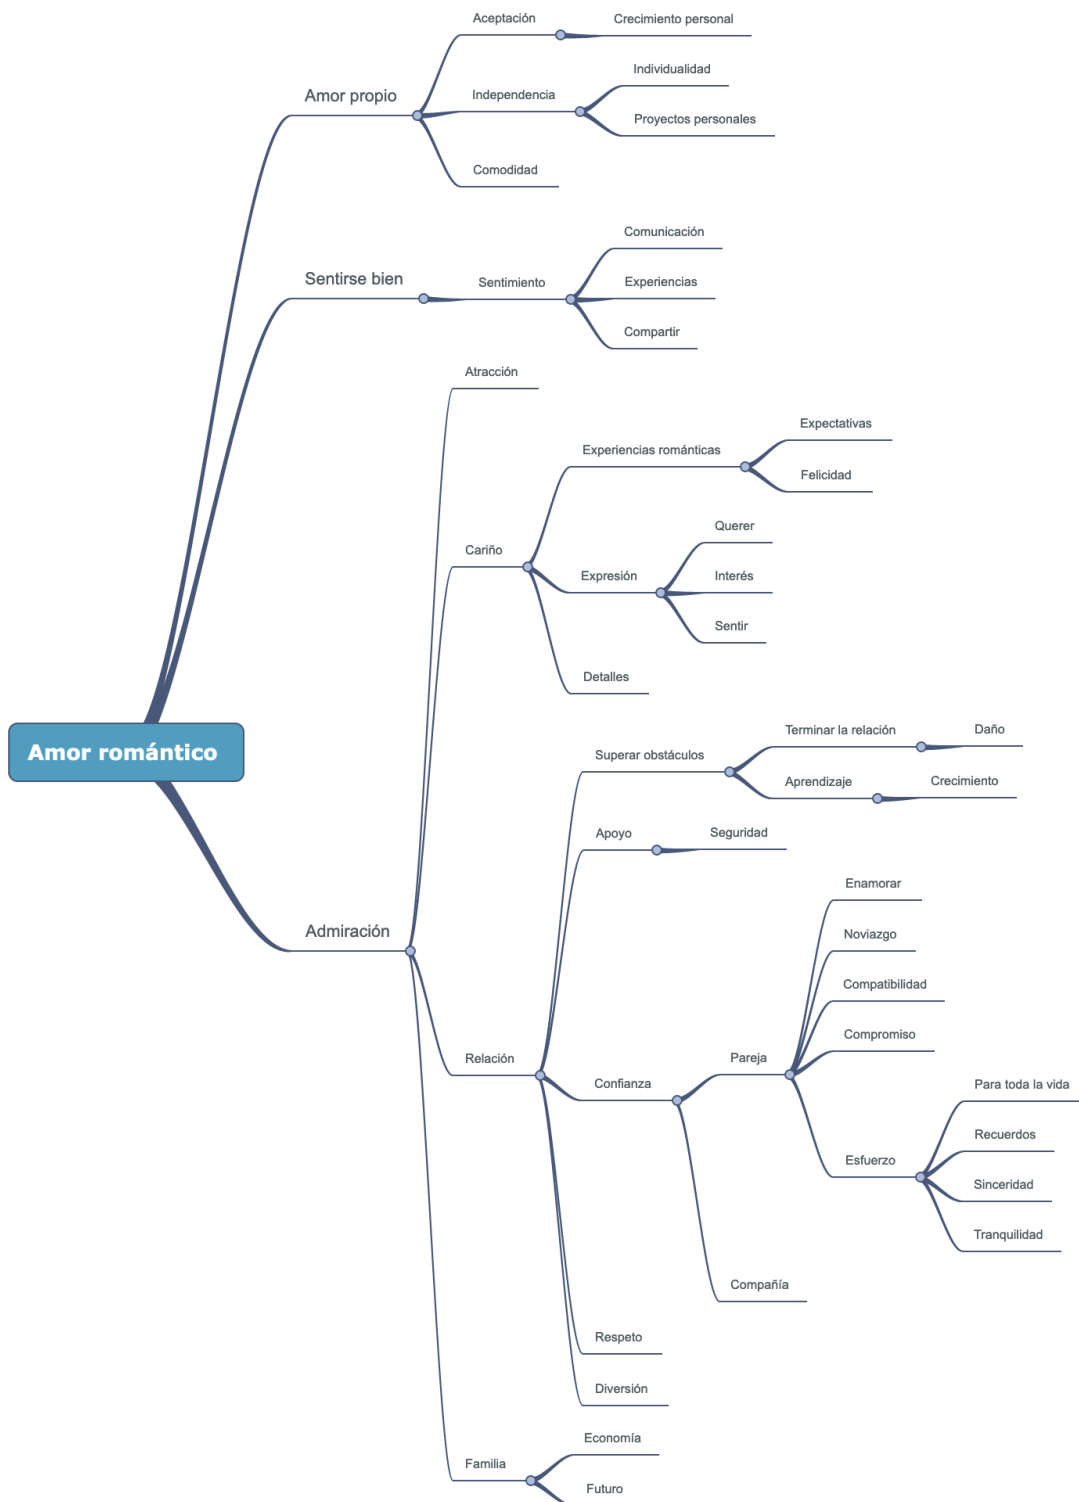 Aceptación
Crecimiento personal
Amor propio
Independencia
Individualidad
Proyectos personales
Comodidad
Sentirse bien
Sentimiento
Comunicación
Experiencias
Compartir
Atracción
Cariño
Experiencias románticas
Expectativas
Felicidad
Expresión
Querer
Interés
Sentir
Detalles
Amor romántico
Admiración
Relación
Superar obstáculos
Terminar la relación
Daño
Aprendizaje
Crecimiento
Apoyo
Seguridad
Confianza
Pareja
Enamorar
Noviazgo
Compatibilidad
Compromiso
Esfuerzo
Para toda la vida
Recuerdos
Sinceridad
Tranquilidad
Compañía
Respeto
Diversión
Familia
Economía
Futuro